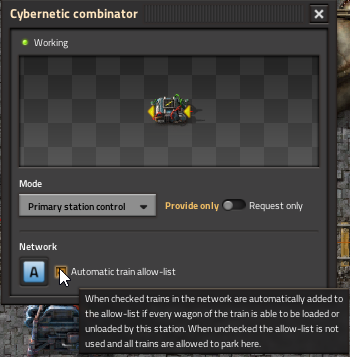 Cybernetic combinator
Working
Mode
Primary station control
Provide only
Request only
Network
A
Automatic train allow-list
When checked trains in the network are automatically added to
the allow-list if every wagon of the train is able to be loaded or
unloaded by this station. When unchecked the allow-list is not
used and all trains are allowed to park here.